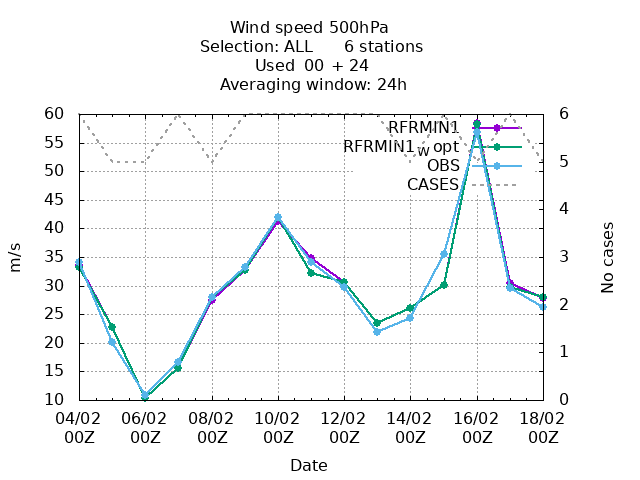 Wind speed 500hPa
Selection: ALL 6 stations
Used 00 + 24
Averaging window: 24h
60
55
50
45
40
35
30
25
20
15
10
m/s
6
5
4
3
2
1
0
No cases
RFRMIN1
RFRMIN1w opt
OBS
CASES
04/02 06/02 08/02 10/02 12/02 14/02 16/02 18/02
00Z 00Z 00Z 00Z 00Z 00Z 00Z 00Z
Date